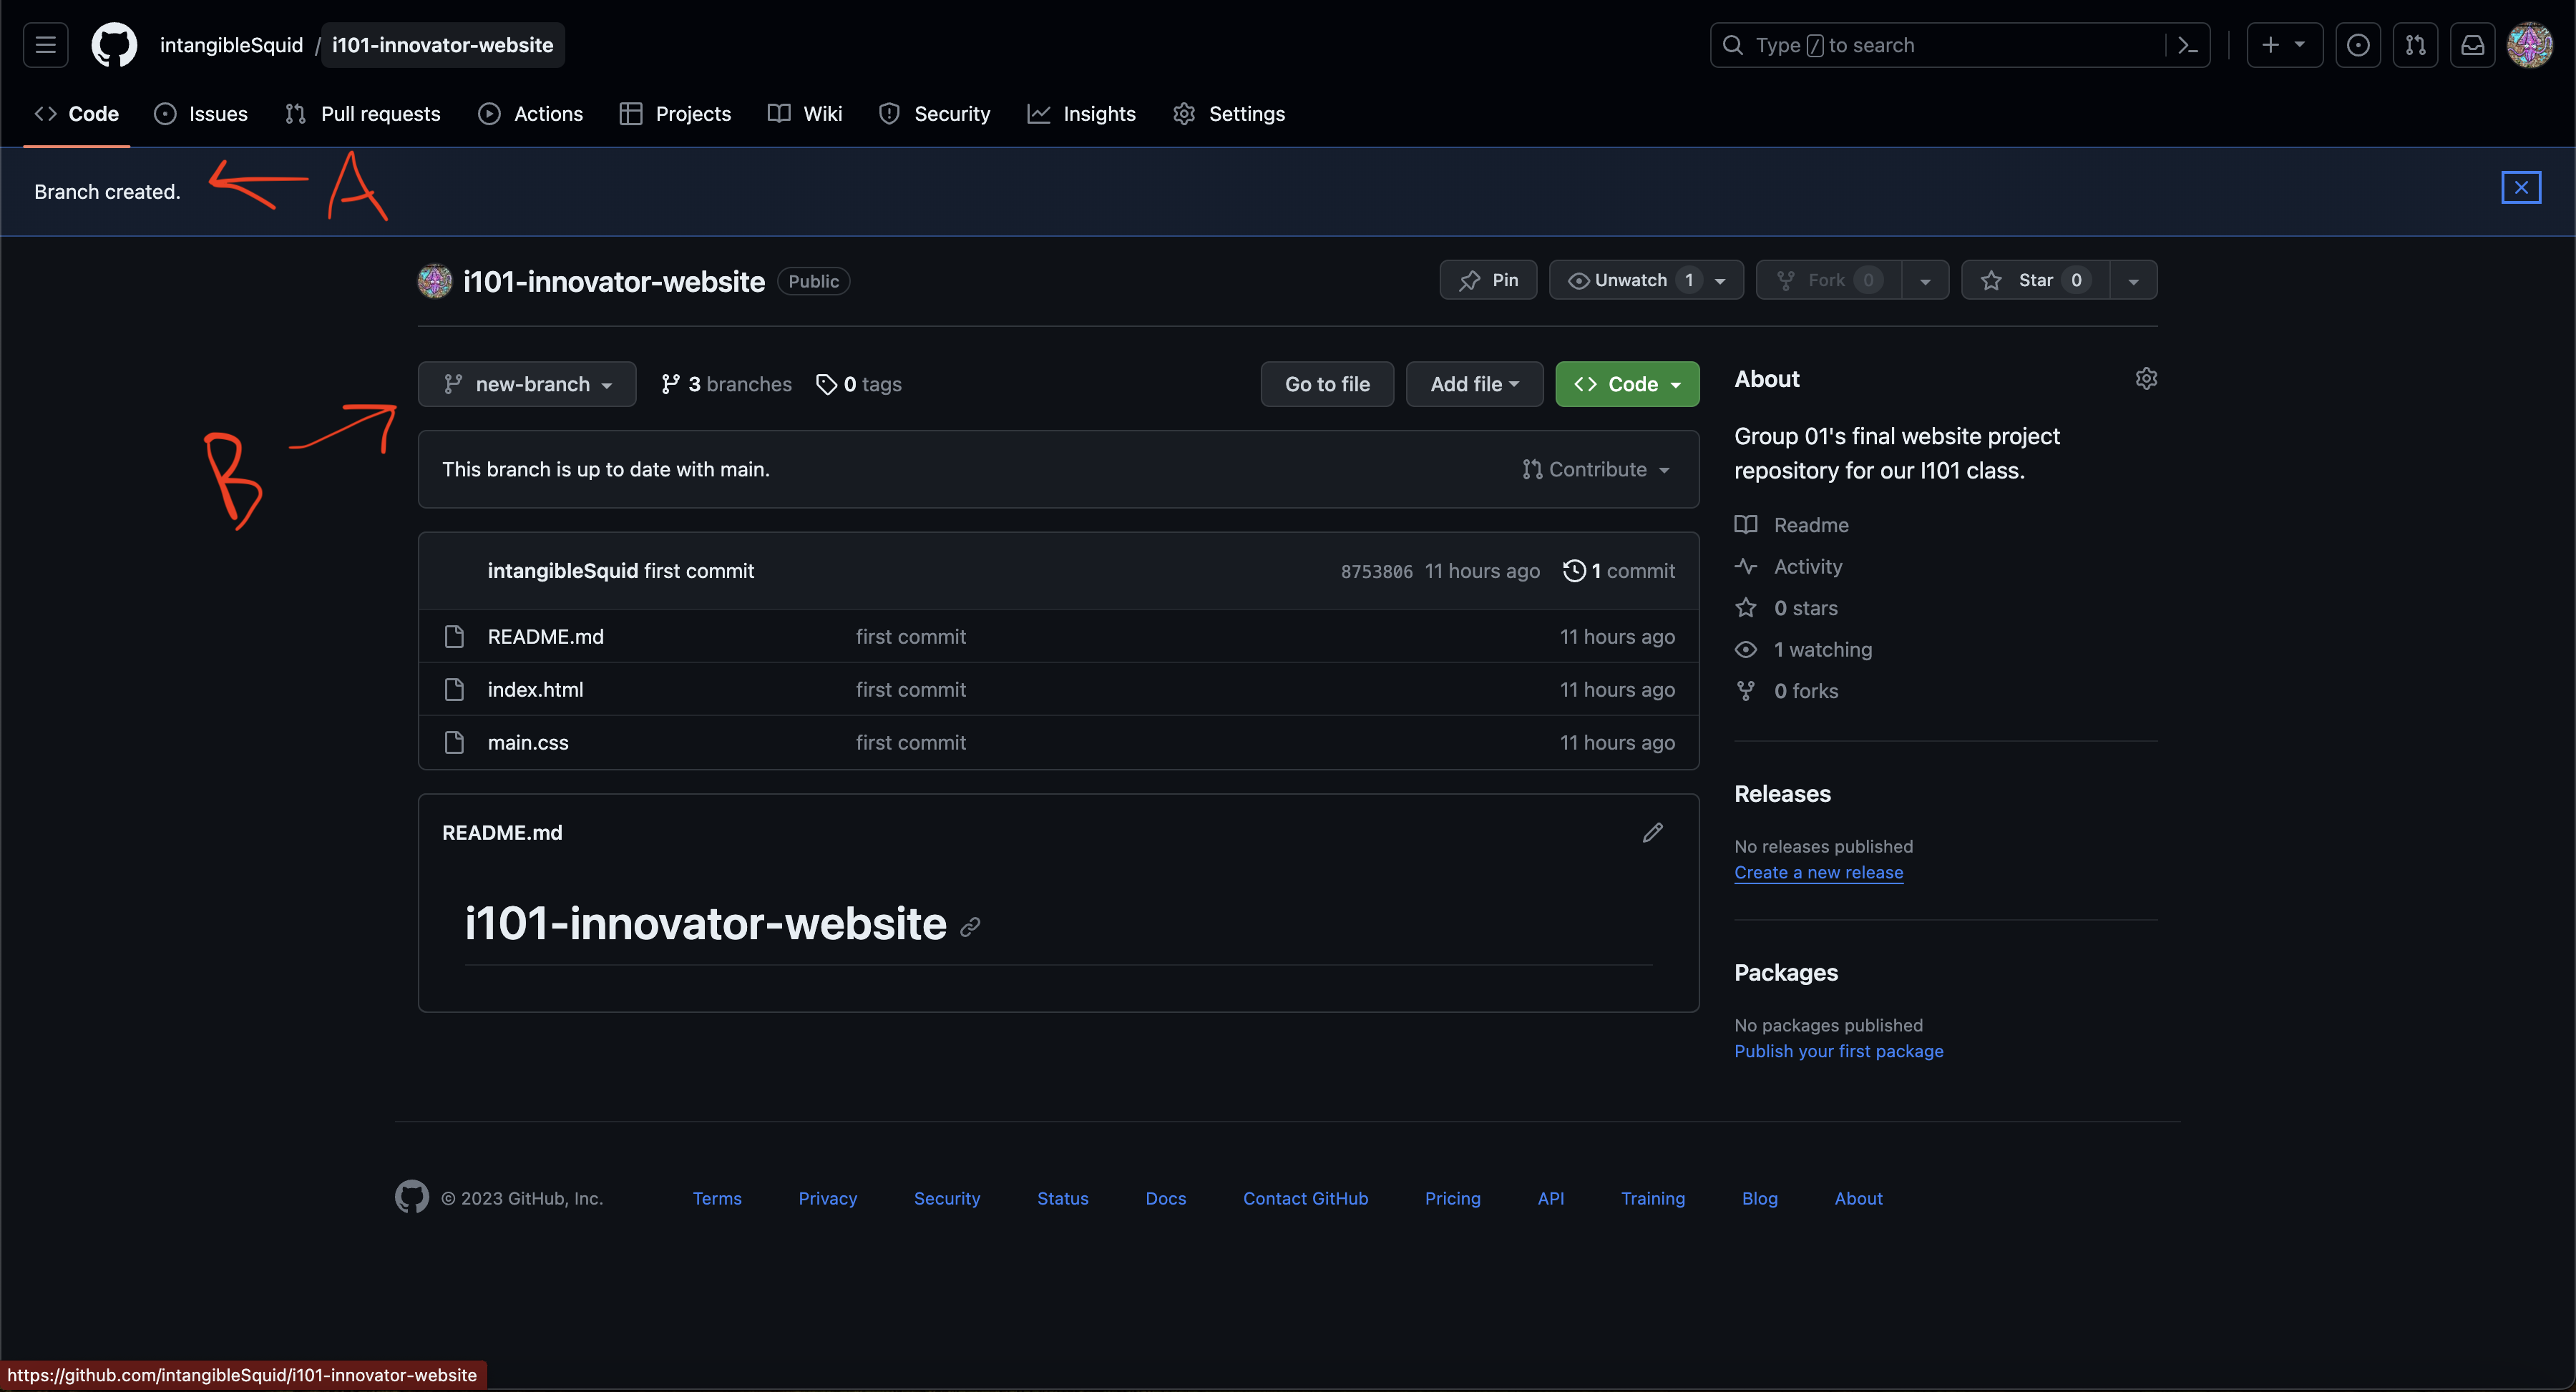 intangibleSquid / i101-innovator-website
Type / to search
Code Issues Pull requests Actions Projects Wiki Security Insights Settings
Branch created.
A
i101-innovator-website Public
Pin Unwatch 1 Fork 0 Star 0
new-branch 3 branches 0 tags
Go to file Add file Code
B
This branch is up to date with main.
Contribute
intangibleSquid first commit 8753806 11 hours ago 1 commit
README.md first commit 11 hours ago
index.html first commit 11 hours ago
main.css first commit 11 hours ago
README.md
i101-innovator-website
About
Group 01's final website project
repository for our I101 class.
Readme
Activity
0 stars
1 watching
0 forks
Releases
No releases published
Create a new release
Packages
No packages published
Publish your first package
© 2023 GitHub, Inc. Terms Privacy Security Status Docs Contact GitHub Pricing API Training Blog About
https://github.com/intangibleSquid/i101-innovator-website